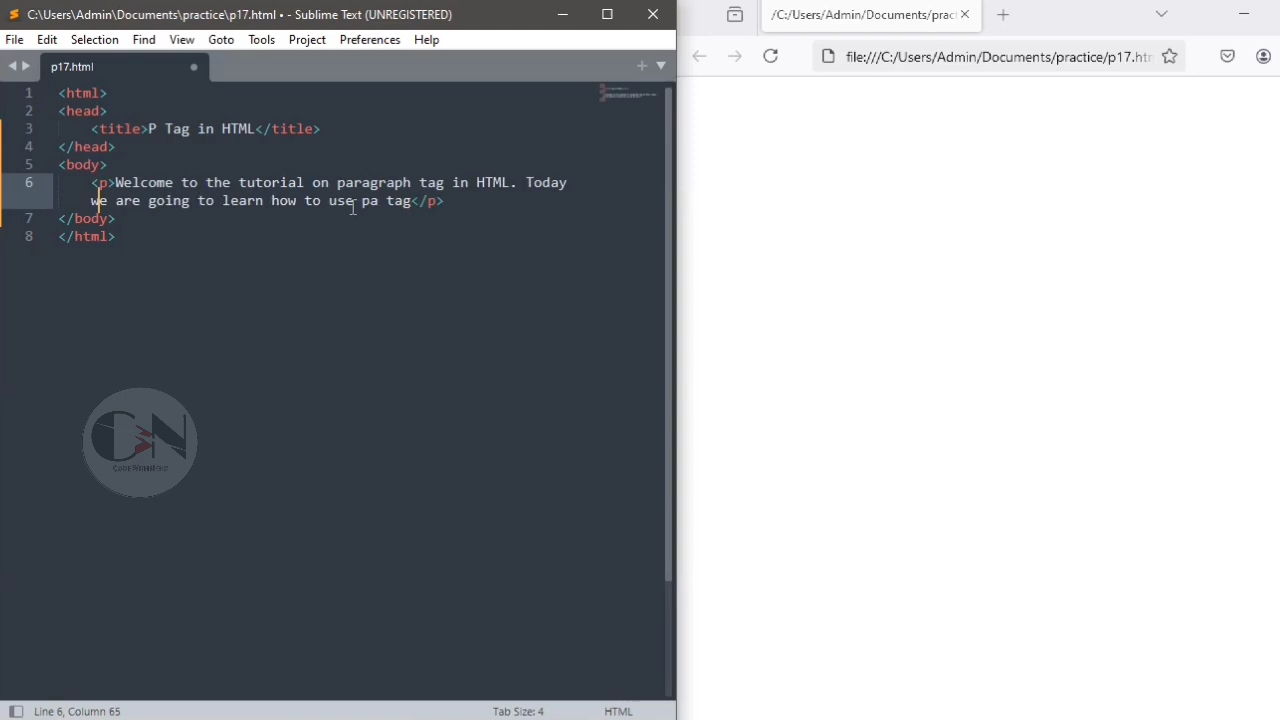 C:\Users\Admin\Documents\practice\p17.html • - Sublime Text (UNREGISTERED)
File Edit Selection Find View Goto Tools Project Preferences Help
p17.html
1 <html>
2 <head>
3 <title>P Tag in HTML</title>
4 </head>
5 <body>
6 <p>Welcome to the tutorial on paragraph tag in HTML. Today
we are going to learn how to use pa tag</p>
7 </body>
8 </html>
Line 6, Column 65
Tab Size: 4
HTML
/C:/Users/Admin/Documents/prac
file:///C:/Users/Admin/Documents/practice/p17.htm